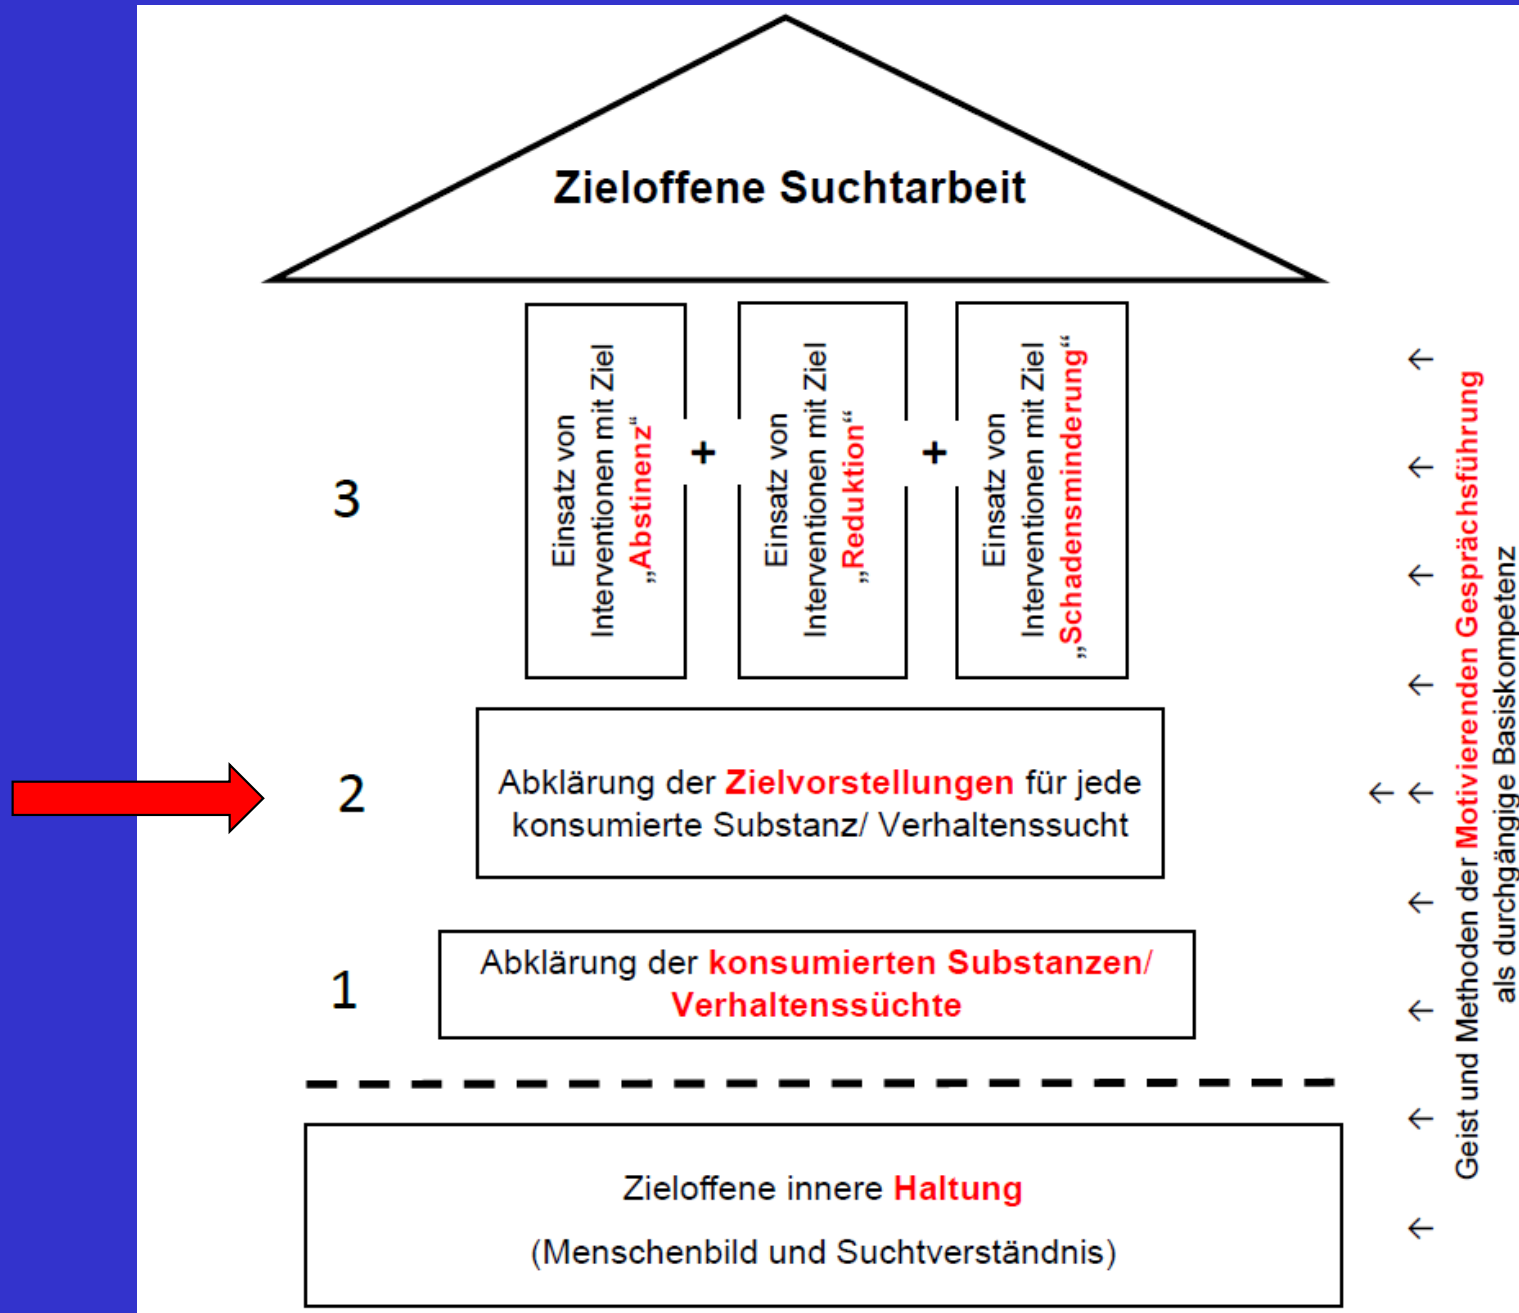 Zieloffene Suchtarbeit
3
Einsatz von
Interventionen mit Ziel
„Abstinenz“
+
Einsatz von
Interventionen mit Ziel
„Reduktion“
+
Einsatz von
Interventionen mit Ziel
„Schadensminderung“
2
Abklärung der Zielvorstellungen für jede
konsumierte Substanz/ Verhaltenssucht
1
Abklärung der konsumierten Substanzen/
Verhaltenssüchte
Zieloffene innere Haltung
(Menschenbild und Suchtverständnis)
Geist und Methoden der Motivierenden Gesprächsführung
als durchgängige Basiskompetenz